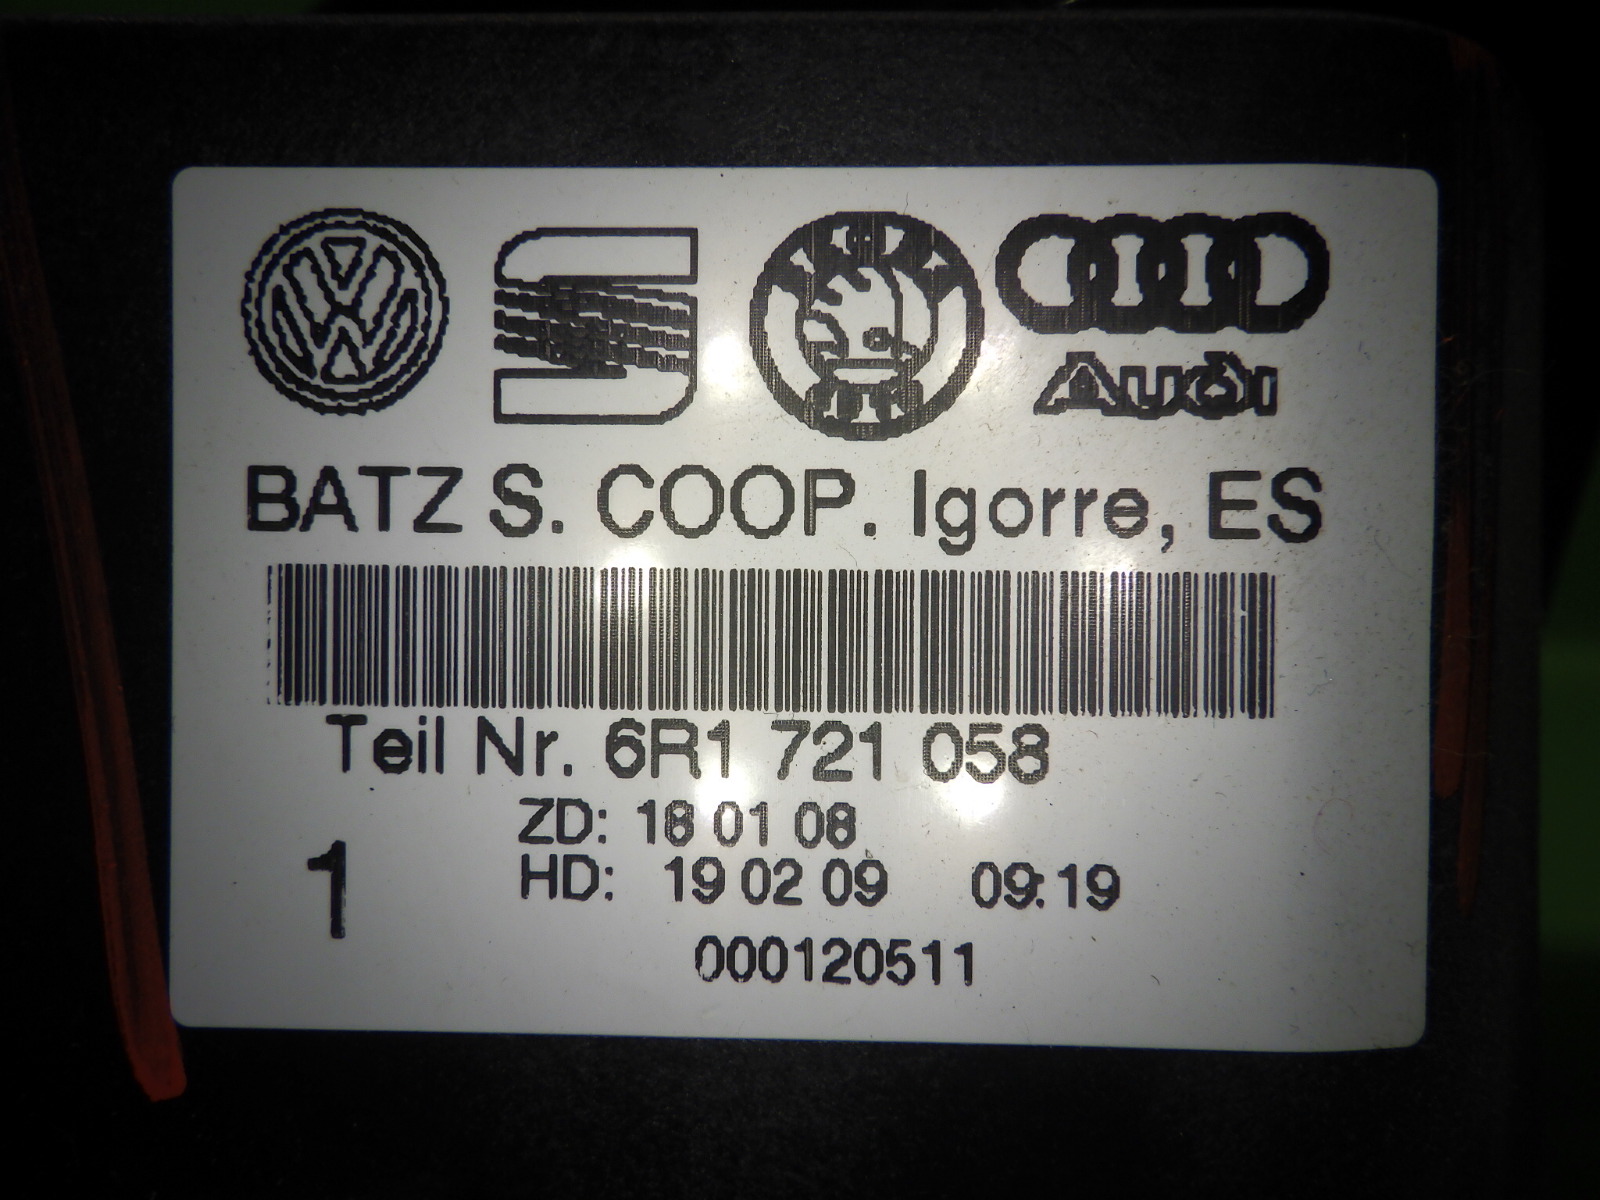 Audi
BATZ S. COOP. Igorre, ES
Teil Nr. 6R1 721 058
ZD: 18 01 08
HD: 19 02 09 09:19
1
000120511